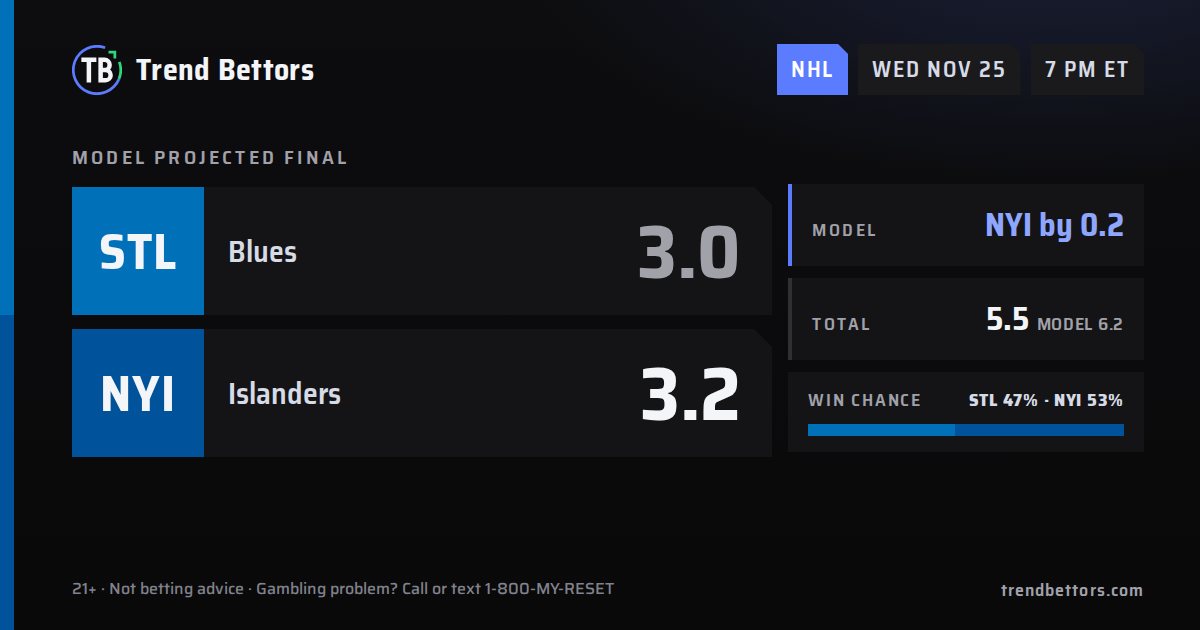 TB Trend Bettors
NHL WED NOV 25 7 PM ET
MODEL PROJECTED FINAL
STL Blues 3.0
NYI Islanders 3.2
MODEL NYI by 0.2
TOTAL 5.5 MODEL 6.2
WIN CHANCE STL 47% · NYI 53%
21+ · Not betting advice · Gambling problem? Call or text 1-800-MY-RESET
trendbettors.com